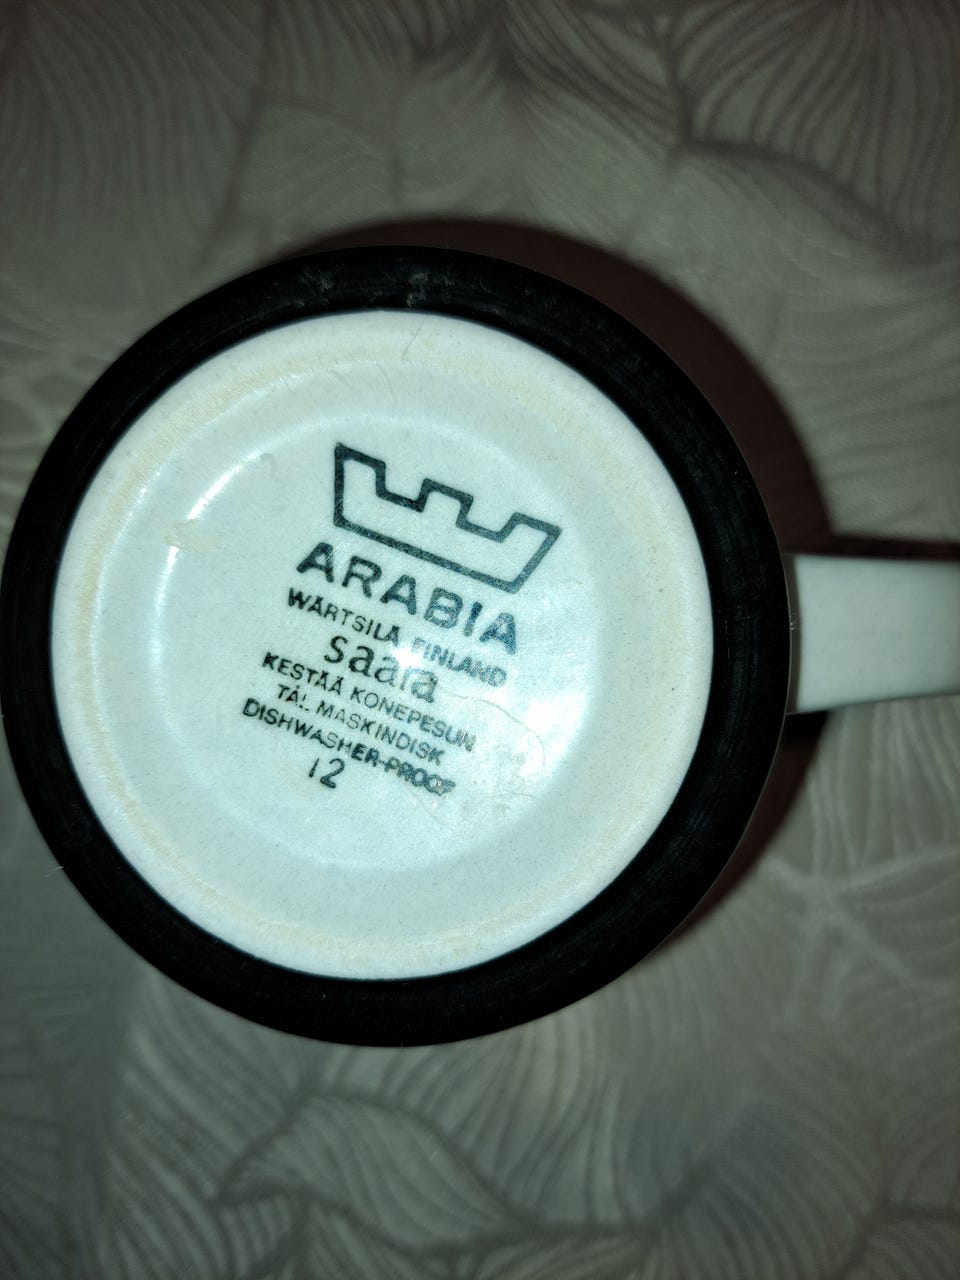 ARABIA
WÄRTSILÄ FINLAND
saara
KESTÄÄ KONEPESUN
TÅL MASKINDISK
DISHWASHER-PROOF
12